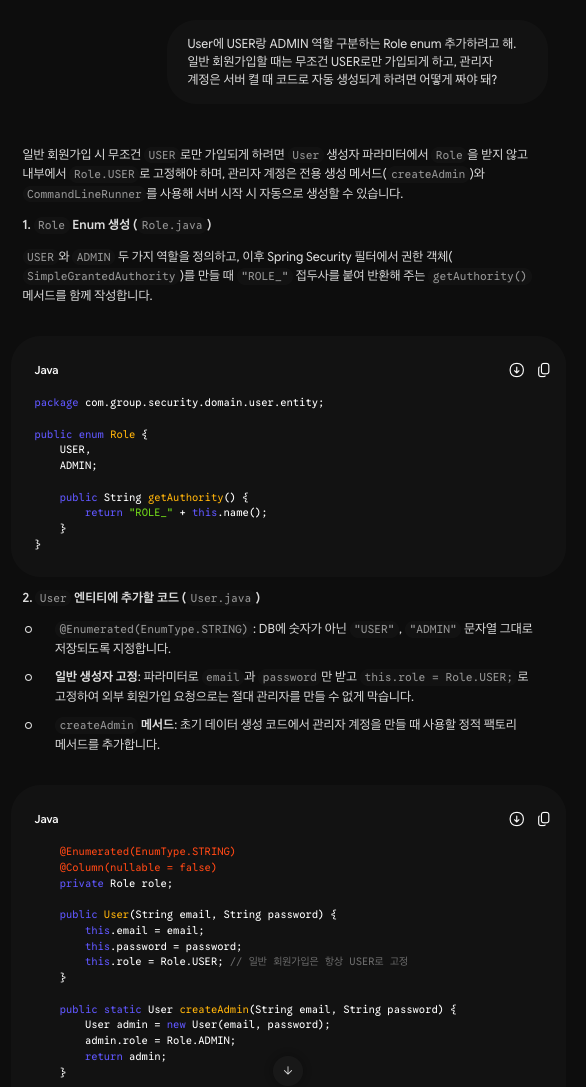 User에 USER랑 ADMIN 역할 구분하는 Role enum 추가하려고 해.
일반 회원가입할 때는 무조건 USER로만 가입되게 하고, 관리자
계정은 서버 켤 때 코드로 자동 생성되게 하려면 어떻게 짜야 돼?
일반 회원가입 시 무조건 USER 로만 가입되게 하려면 User 생성자 파라미터에서 Role 을 받지 않고
내부에서 Role.USER 로 고정해야 하며, 관리자 계정은 전용 생성 메서드( createAdmin )와
CommandLineRunner 를 사용해 서버 시작 시 자동으로 생성할 수 있습니다.
1. Role Enum 생성 ( Role.java )
USER 와 ADMIN 두 가지 역할을 정의하고, 이후 Spring Security 필터에서 권한 객체(
SimpleGrantedAuthority )를 만들 때 "ROLE_" 접두사를 붙여 반환해 주는 getAuthority()
메서드를 함께 작성합니다.
Java
package com.group.security.domain.user.entity;
public enum Role {
    USER,
    ADMIN;
    public String getAuthority() {
        return "ROLE_" + this.name();
    }
}
2. User 엔티티에 추가할 코드 ( User.java )
@Enumerated(EnumType.STRING) : DB에 숫자가 아닌 "USER" , "ADMIN" 문자열 그대로
저장되도록 지정합니다.
일반 생성자 고정: 파라미터로 email 과 password 만 받고 this.role = Role.USER; 로
고정하여 외부 회원가입 요청으로는 절대 관리자를 만들 수 없게 막습니다.
createAdmin 메서드: 초기 데이터 생성 코드에서 관리자 계정을 만들 때 사용할 정적 팩토리
메서드를 추가합니다.
Java
    @Enumerated(EnumType.STRING)
    @Column(nullable = false)
    private Role role;
    public User(String email, String password) {
        this.email = email;
        this.password = password;
        this.role = Role.USER; // 일반 회원가입은 항상 USER로 고정
    }
    public static User createAdmin(String email, String password) {
        User admin = new User(email, password);
        admin.role = Role.ADMIN;
        return admin;
    }